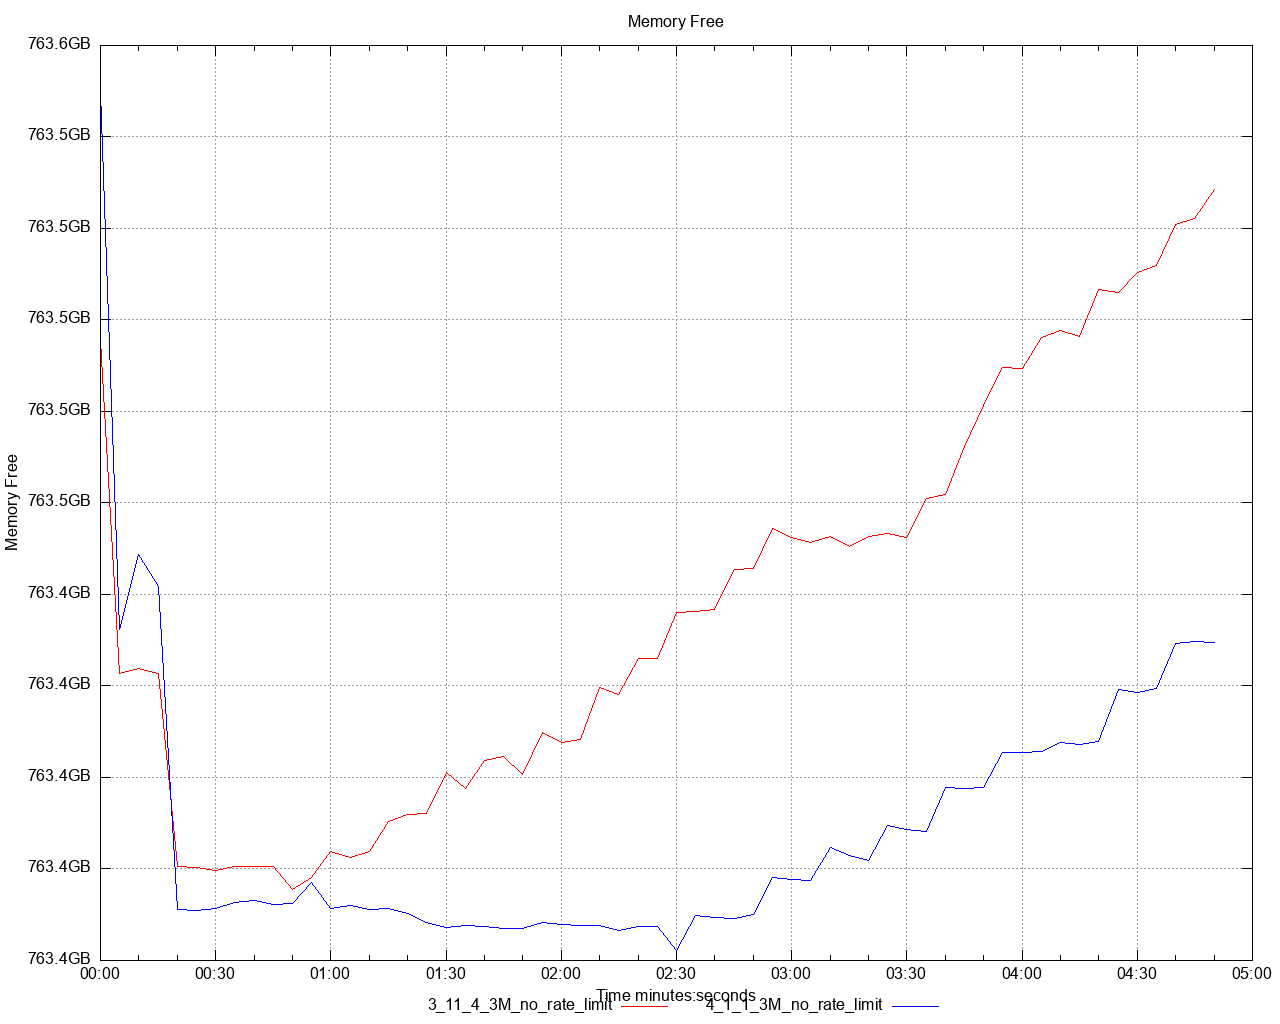 Memory Free
763.6GB
763.5GB
763.5GB
763.5GB
763.5GB
763.5GB
763.4GB
763.4GB
763.4GB
763.4GB
763.4GB
Memory Free
00:00 00:30 01:00 01:30 02:00 02:30 03:00 03:30 04:00 04:30 05:00
Time minutes:seconds
3_11_4_3M_no_rate_limit 4_1_1_3M_no_rate_limit